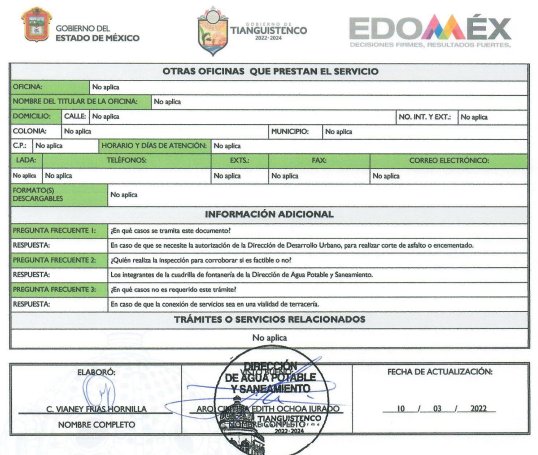 GOBIERNO DEL
ESTADO DE MÉXICO
GOBIERNO DE
TIANGUISTENCO
2022-2024
EDOMÉX
DECISIONES FIRMES, RESULTADOS FUERTES.
OTRAS OFICINAS QUE PRESTAN EL SERVICIO
OFICINA: No aplica
NOMBRE DEL TITULAR DE LA OFICINA: No aplica
DOMICILIO: CALLE: No aplica NO. INT. Y EXT.: No aplica
COLONIA: No aplica MUNICIPIO: No aplica
C.P.: No aplica HORARIO Y DÍAS DE ATENCIÓN: No aplica
LADA: TELÉFONOS: EXTS.: FAX: CORREO ELECTRÓNICO:
No aplica No aplica No aplica No aplica No aplica
FORMATO(S)
DESCARGABLES No aplica
INFORMACIÓN ADICIONAL
PREGUNTA FRECUENTE 1: ¿En qué casos se tramita este documento?
RESPUESTA: En caso de que se necesite la autorización de la Dirección de Desarrollo Urbano, para realizar corte de asfalto o encementado.
PREGUNTA FRECUENTE 2: ¿Quién realiza la inspección para corroborar si es factible o no?
RESPUESTA: Los integrantes de la cuadrilla de fontanería de la Dirección de Agua Potable y Saneamiento.
PREGUNTA FRECUENTE 3: ¿En qué casos no es requerido este trámite?
RESPUESTA: En caso de que la conexión de servicios sea en una vialidad de terracería.
TRÁMITES O SERVICIOS RELACIONADOS
No aplica
ELABORÓ: VISTO BUENO: FECHA DE ACTUALIZACIÓN:
DIRECCIÓN
DE AGUA POTABLE
Y SANEAMIENTO
C. VIANEY FRÍAS HORNILLA ARQ. CINTHIA EDITH OCHOA JURADO 10 / 03 / 2022
TIANGUISTENCO
NOMBRE COMPLETO NOMBRE COMPLETO
2022-2024